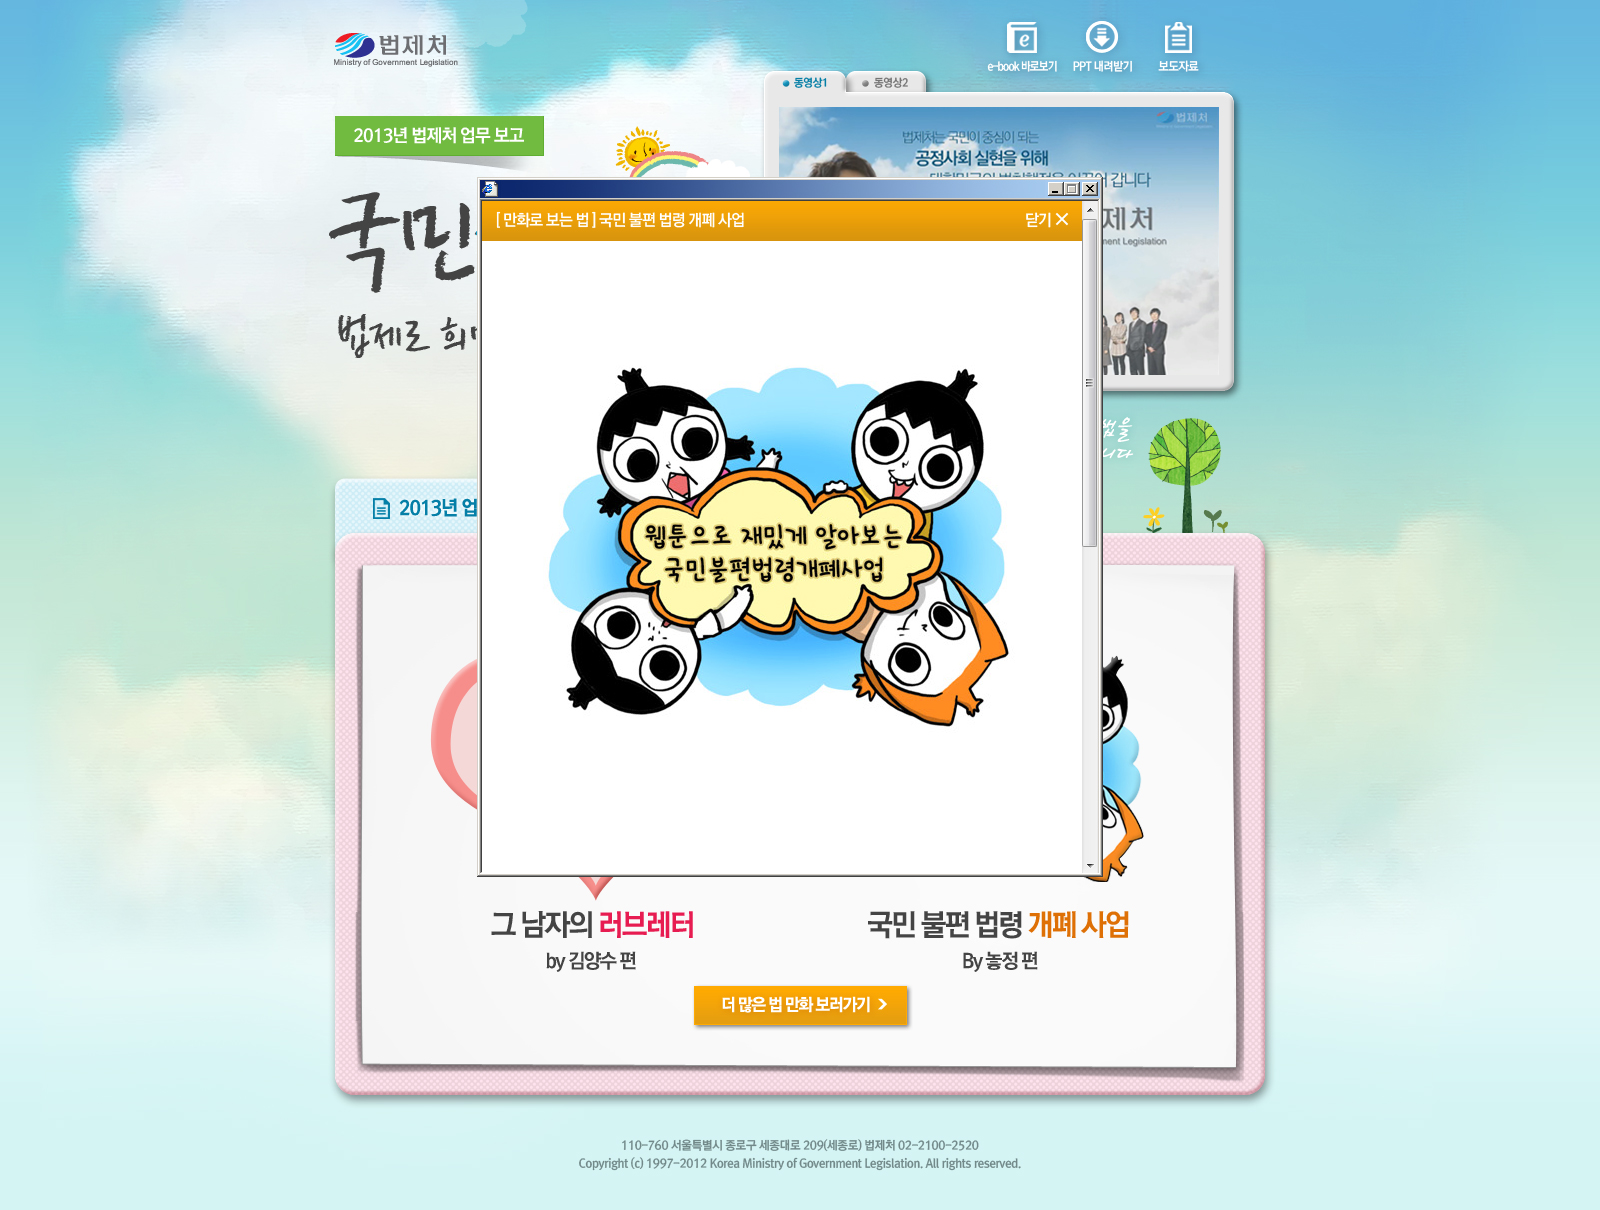 법제처
Ministry of Government Legislation
e-book 바로보기
PPT 내려받기
보도자료
동영상1
동영상2
2013년 법제처 업무 보고
법제처
법제처는 국민이 중심이 되는
공정사회 실현을 위해
갑니다
제처
Legislation
국민
법제로
[ 만화로 보는 법 ] 국민 불편 법령 개폐 사업
닫기
웹툰으로 재밌게 알아보는
국민불편법령개폐사업
법을
니다
2013년 업
그 남자의 러브레터
by 김양수 편
국민 불편 법령 개폐 사업
By 놓정 편
더 많은 법 만화 보러가기
110-760 서울특별시 종로구 세종대로 209(세종로) 법제처 02-2100-2520
Copyright (c) 1997-2012 Korea Ministry of Government Legislation. All rights reserved.